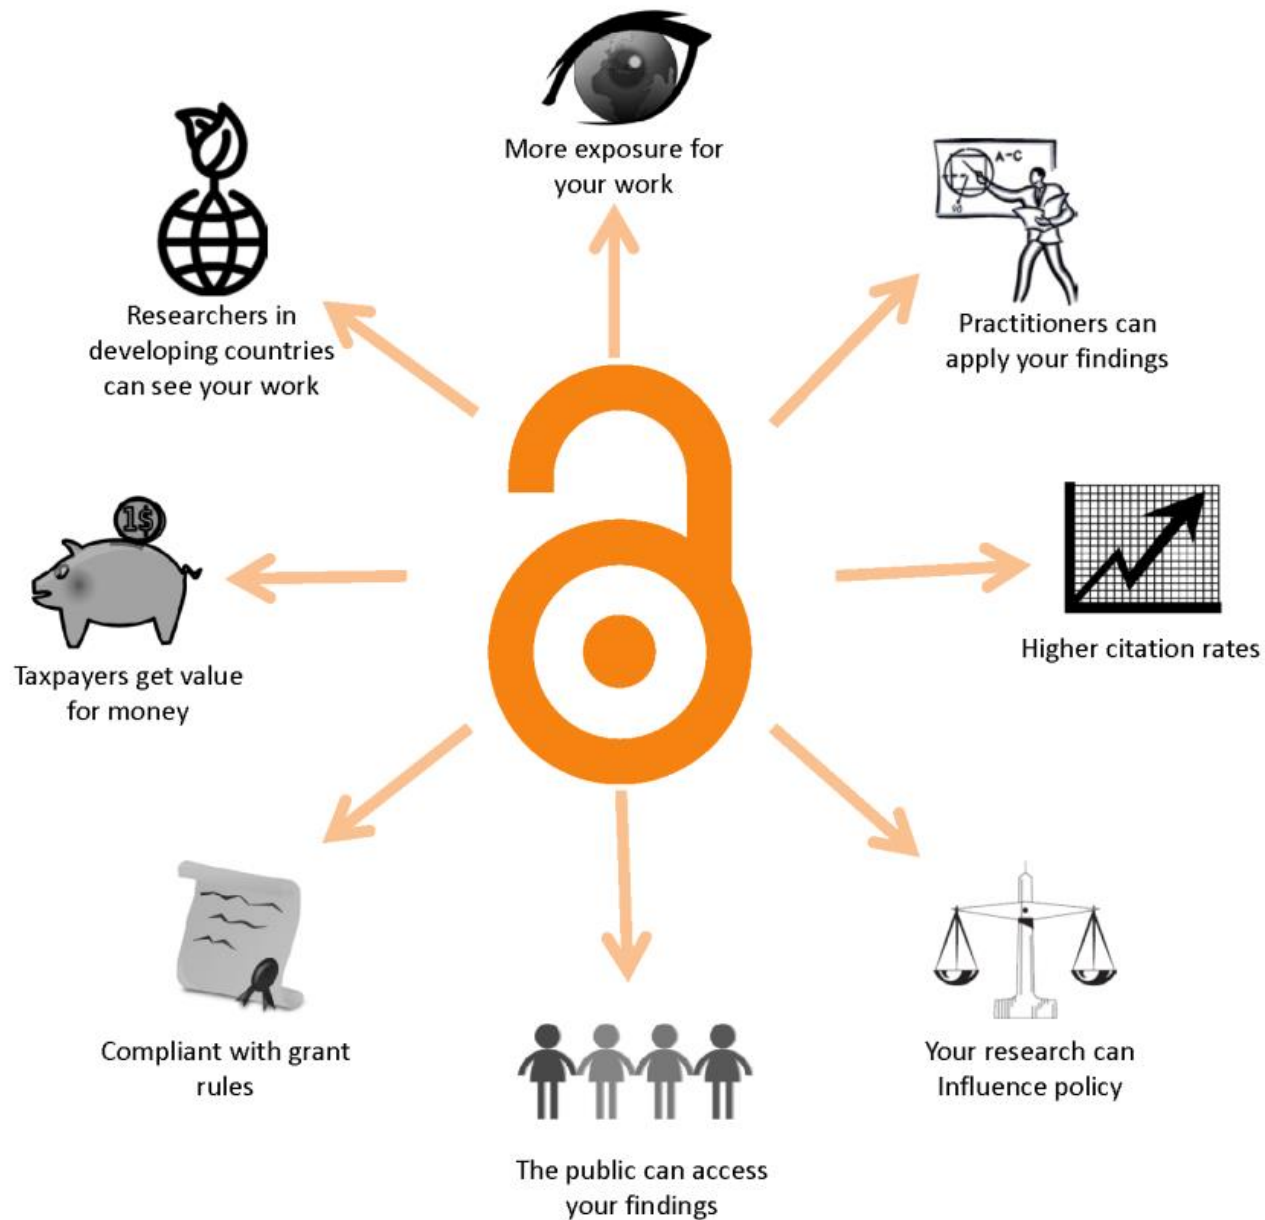 More exposure for
your work
A-C
Practitioners can
apply your findings
Higher citation rates
Your research can
Influence policy
The public can access
your findings
Compliant with grant
rules
1$
Taxpayers get value
for money
Researchers in
developing countries
can see your work